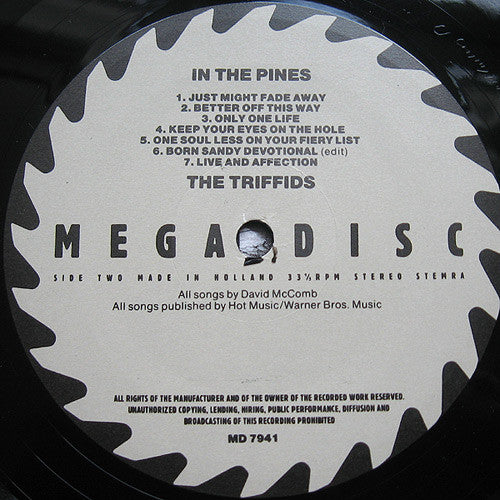 IN THE PINES
1. JUST MIGHT FADE AWAY
2. BETTER OFF THIS WAY
3. ONLY ONE LIFE
4. KEEP YOUR EYES ON THE HOLE
5. ONE SOUL LESS ON YOUR FIERY LIST
6. BORN SANDY DEVOTIONAL (edit)
7. LIVE AND AFFECTION
THE TRIFFIDS
MEGA DISC
SIDE TWO MADE IN HOLLAND 33⅓RPM STEREO STEMRA
All songs by David McComb
All songs published by Hot Music/Warner Bros. Music
ALL RIGHTS OF THE MANUFACTURER AND OF THE OWNER OF THE RECORDED WORK RESERVED.
UNAUTHORIZED COPYING, LENDING, HIRING, PUBLIC PERFORMANCE, DIFFUSION AND
BROADCASTING OF THIS RECORDING PROHIBITED
MD 7941